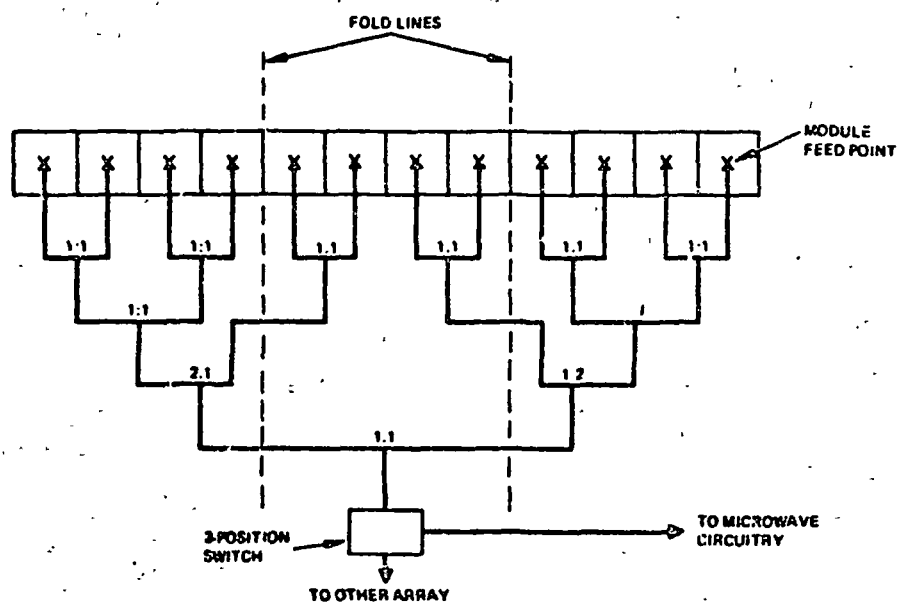 FOLD LINES
MODULE
FEED POINT
X X X X X X X X X X X X
1:1 1:1 1.1 1.1 1.1 1:1
1:1
2.1 1.2
1.1
3-POSITION
SWITCH
TO MICROWAVE
CIRCUITRY
TO OTHER ARRAY